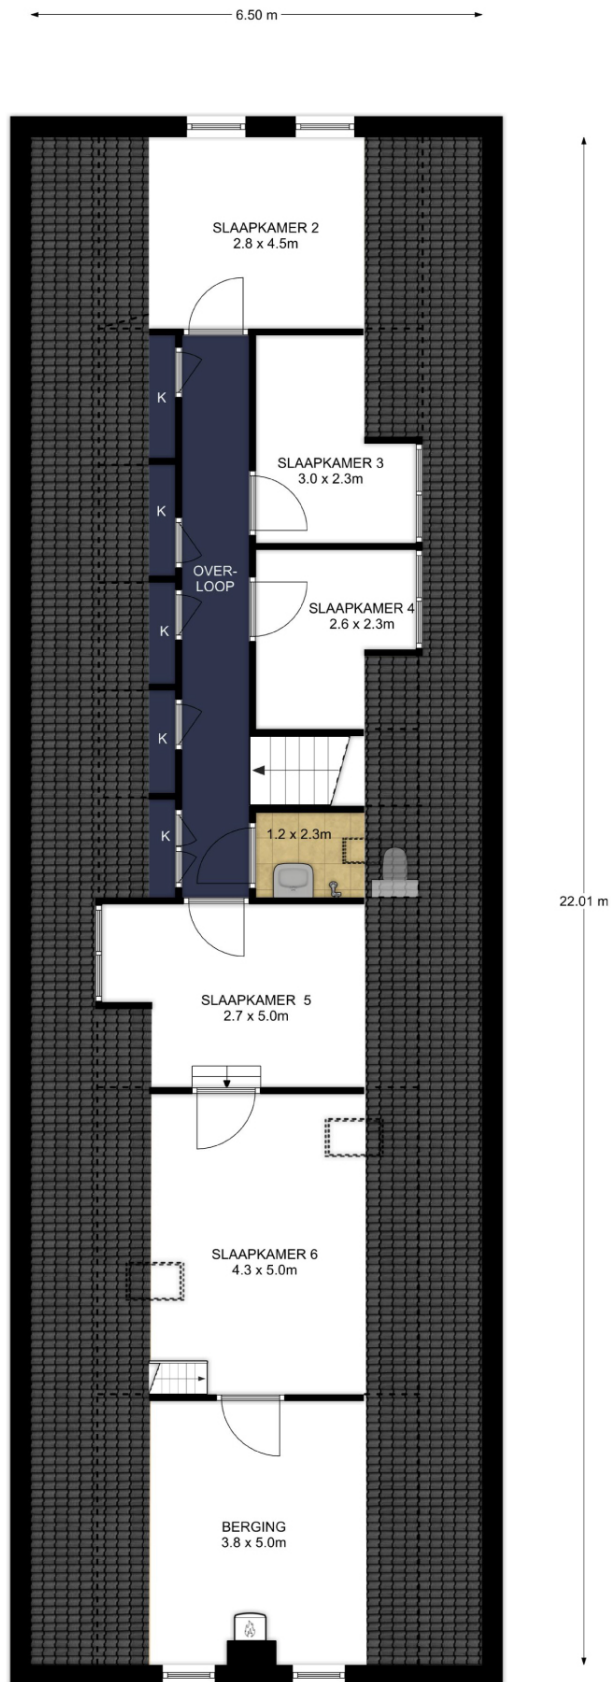 6.50 m
SLAAPKAMER 2
2.8 x 4.5m
K
SLAAPKAMER 3
3.0 x 2.3m
K
OVER-
LOOP
SLAAPKAMER 4
2.6 x 2.3m
K
K
K
1.2 x 2.3m
22.01 m
SLAAPKAMER 5
2.7 x 5.0m
SLAAPKAMER 6
4.3 x 5.0m
BERGING
3.8 x 5.0m